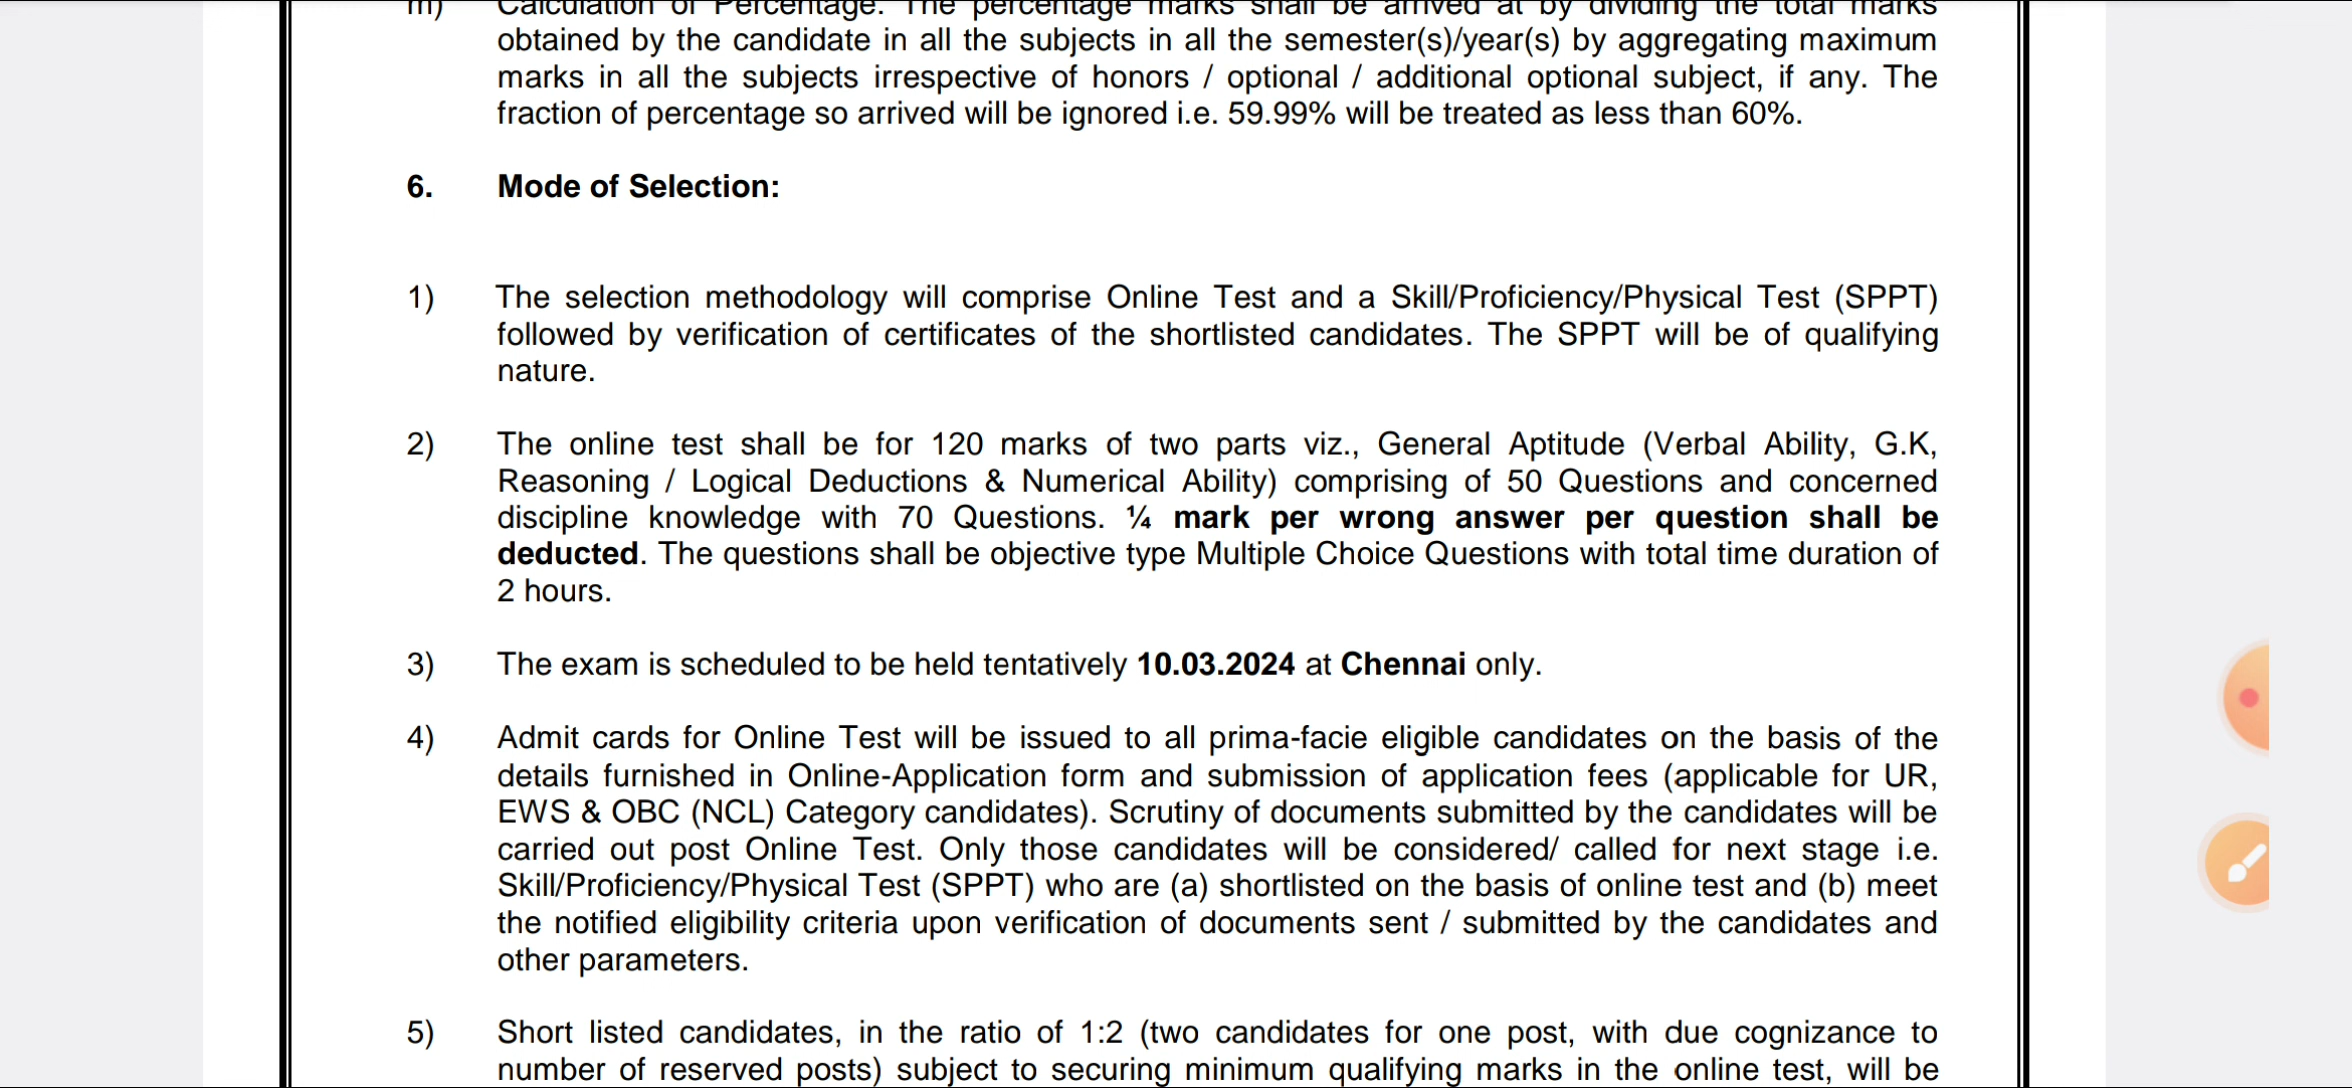 m) Calculation of Percentage: The percentage marks shall be arrived at by dividing the total marks
obtained by the candidate in all the subjects in all the semester(s)/year(s) by aggregating maximum
marks in all the subjects irrespective of honors / optional / additional optional subject, if any. The
fraction of percentage so arrived will be ignored i.e. 59.99% will be treated as less than 60%.
6. Mode of Selection:
1) The selection methodology will comprise Online Test and a Skill/Proficiency/Physical Test (SPPT)
followed by verification of certificates of the shortlisted candidates. The SPPT will be of qualifying
nature.
2) The online test shall be for 120 marks of two parts viz., General Aptitude (Verbal Ability, G.K,
Reasoning / Logical Deductions & Numerical Ability) comprising of 50 Questions and concerned
discipline knowledge with 70 Questions. ¼ mark per wrong answer per question shall be
deducted. The questions shall be objective type Multiple Choice Questions with total time duration of
2 hours.
3) The exam is scheduled to be held tentatively 10.03.2024 at Chennai only.
4) Admit cards for Online Test will be issued to all prima-facie eligible candidates on the basis of the
details furnished in Online-Application form and submission of application fees (applicable for UR,
EWS & OBC (NCL) Category candidates). Scrutiny of documents submitted by the candidates will be
carried out post Online Test. Only those candidates will be considered/ called for next stage i.e.
Skill/Proficiency/Physical Test (SPPT) who are (a) shortlisted on the basis of online test and (b) meet
the notified eligibility criteria upon verification of documents sent / submitted by the candidates and
other parameters.
5) Short listed candidates, in the ratio of 1:2 (two candidates for one post, with due cognizance to
number of reserved posts) subject to securing minimum qualifying marks in the online test, will be